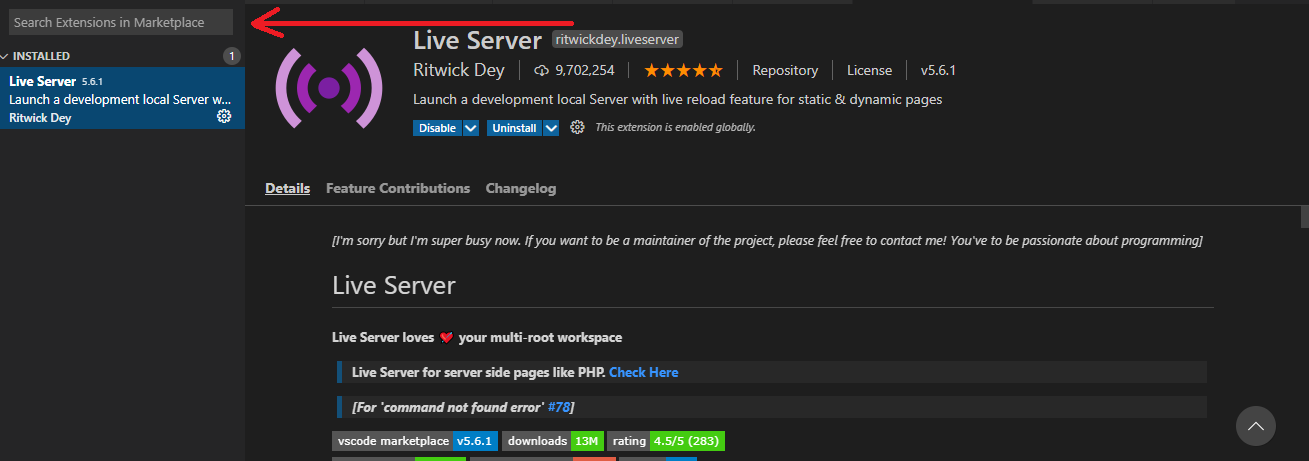 Search Extensions in Marketplace
INSTALLED 1
Live Server 5.6.1
Launch a development local Server w...
Ritwick Dey
Live Server ritwickdey.liveserver
Ritwick Dey 9,702,254 Repository License v5.6.1
Launch a development local Server with live reload feature for static & dynamic pages
Disable Uninstall This extension is enabled globally.
Details Feature Contributions Changelog
[I'm sorry but I'm super busy now. If you want to be a maintainer of the project, please feel free to contact me! You've to be passionate about programming]
Live Server
Live Server loves ❤ your multi-root workspace
Live Server for server side pages like PHP. Check Here
[For 'command not found error' #78]
vscode marketplace v5.6.1 downloads 13M rating 4.5/5 (283)